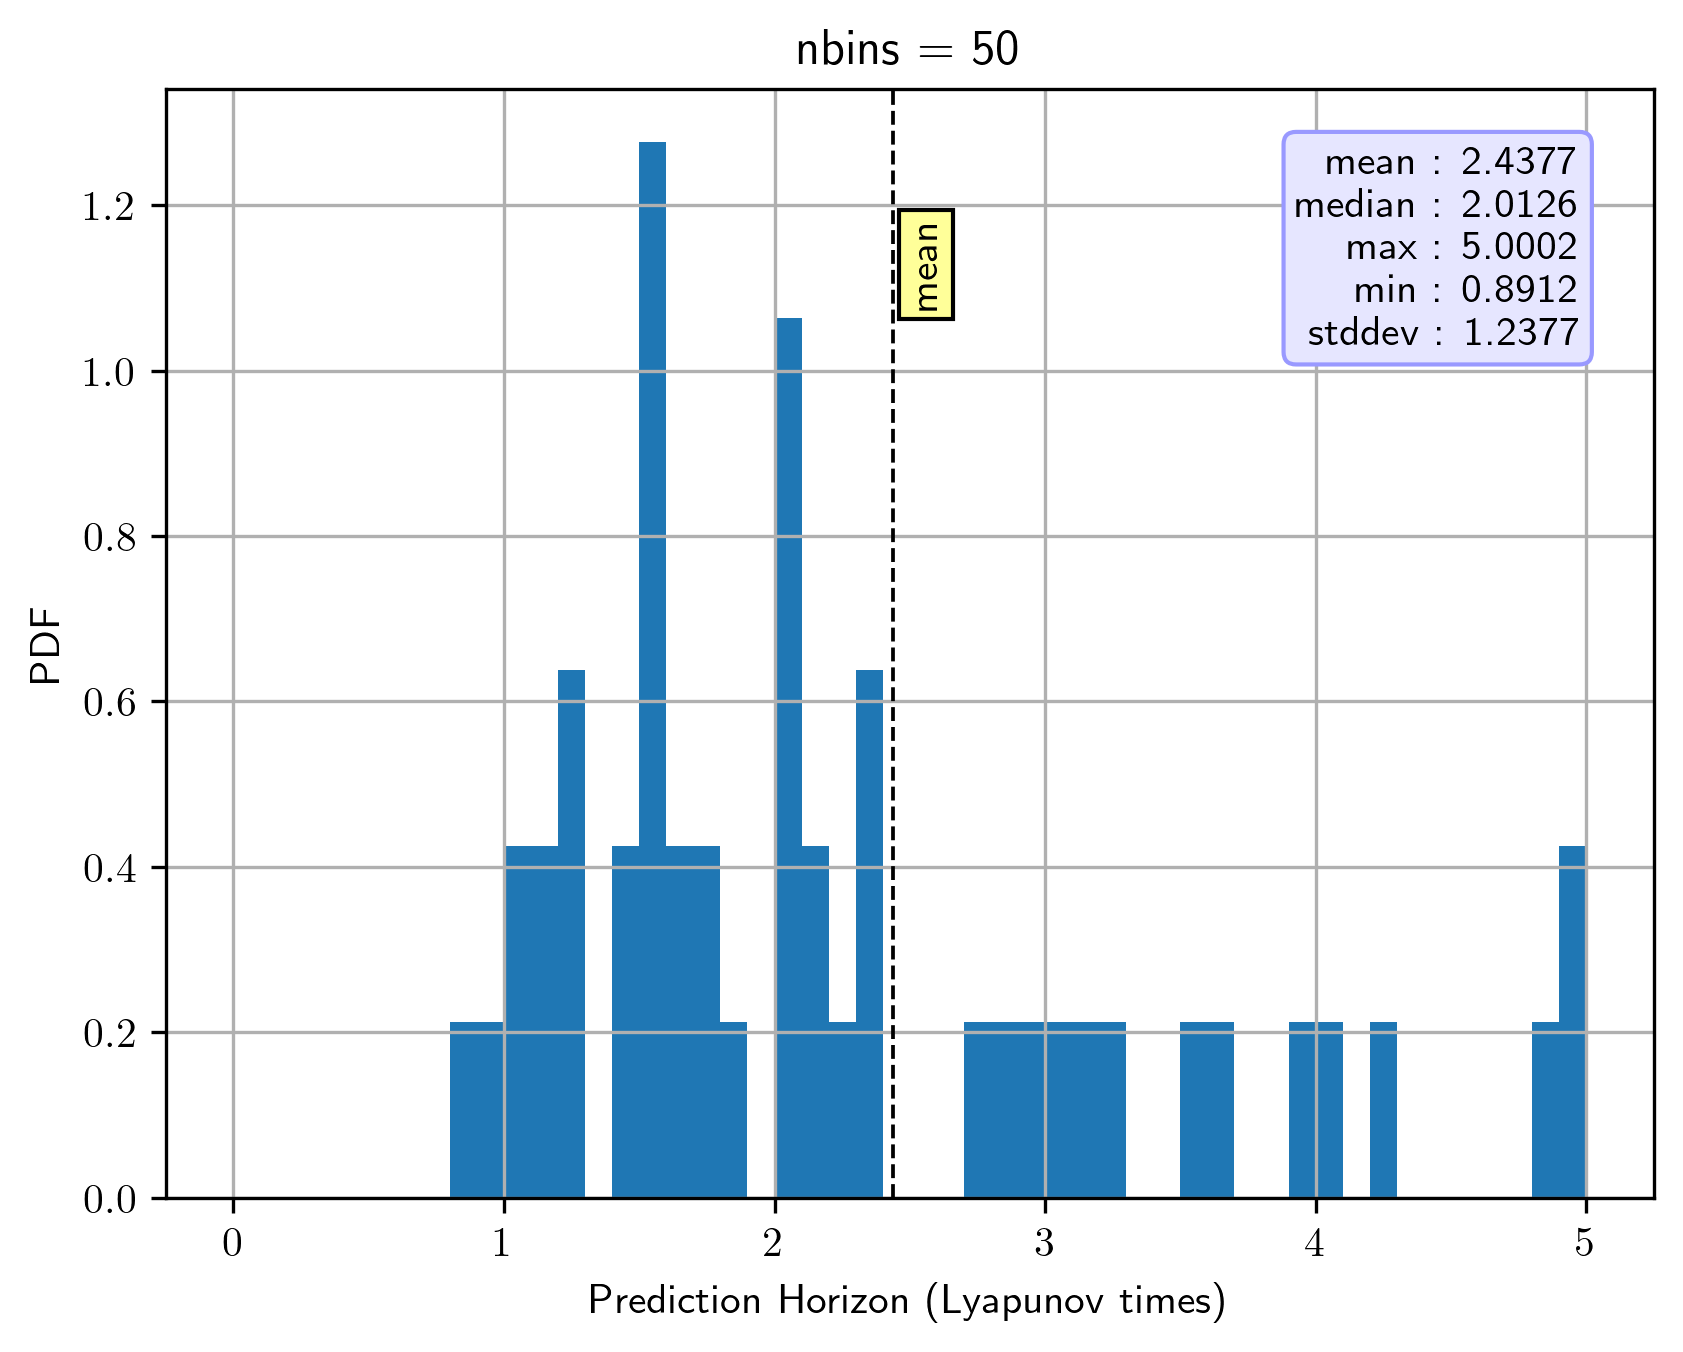 nbins = 50
PDF
1.2
1.0
0.8
0.6
0.4
0.2
0.0
mean
mean : 2.4377
median : 2.0126
max : 5.0002
min : 0.8912
stddev : 1.2377
0 1 2 3 4 5
Prediction Horizon (Lyapunov times)